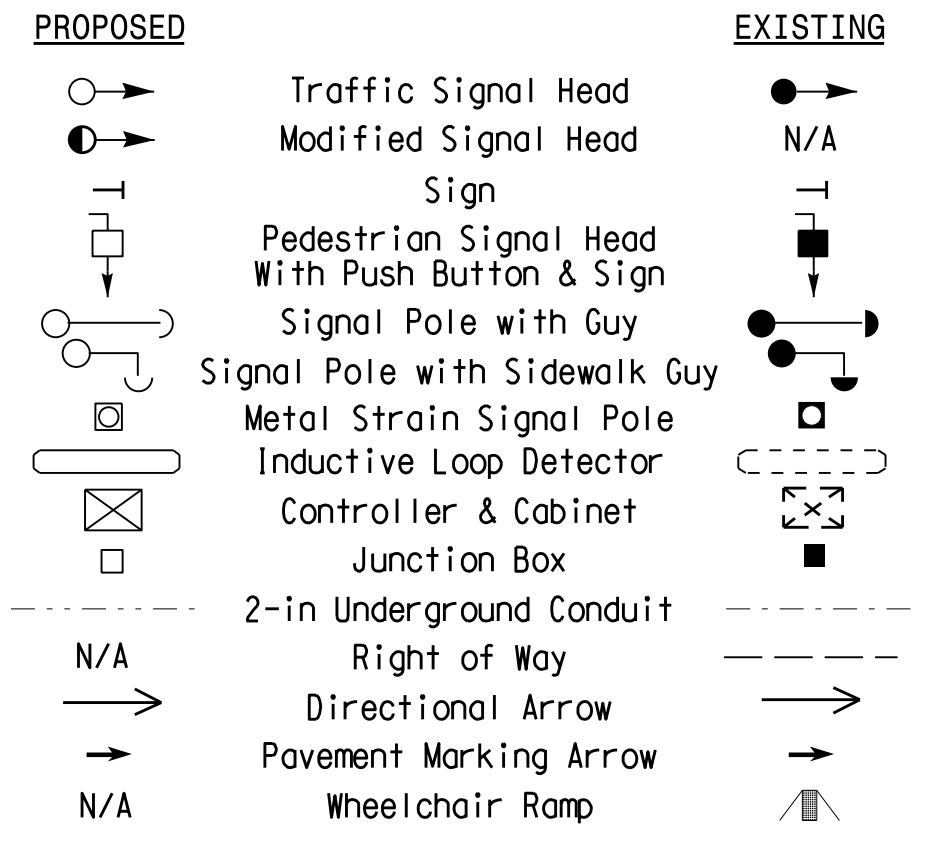 PROPOSED EXISTING
Traffic Signal Head
Modified Signal Head N/A
Sign
Pedestrian Signal Head
With Push Button & Sign
Signal Pole with Guy
Signal Pole with Sidewalk Guy
Metal Strain Signal Pole
Inductive Loop Detector
Controller & Cabinet
Junction Box
2-in Underground Conduit
N/A Right of Way
Directional Arrow
Pavement Marking Arrow
N/A Wheelchair Ramp